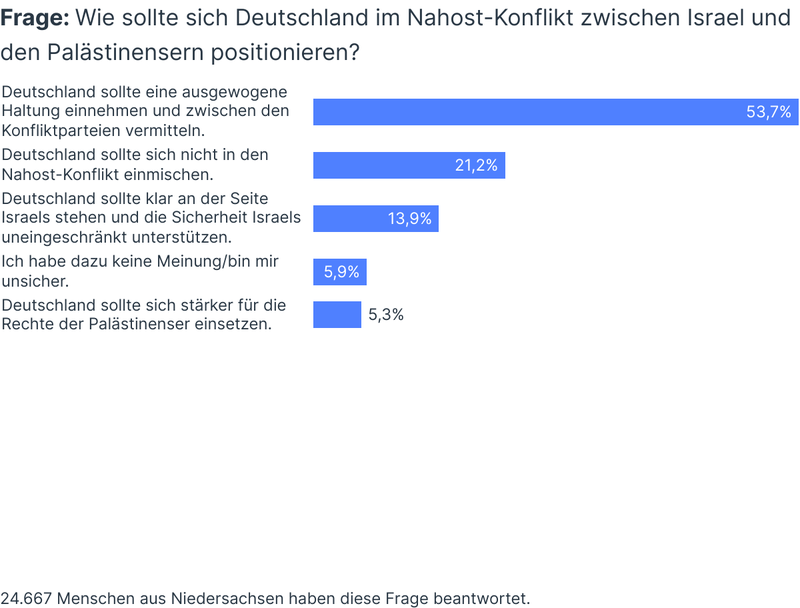 Frage: Wie sollte sich Deutschland im Nahost-Konflikt zwischen Israel und
den Palästinensern positionieren?
Deutschland sollte eine ausgewogene
Haltung einnehmen und zwischen den
Konfliktparteien vermitteln.
53,7%
Deutschland sollte sich nicht in den
Nahost-Konflikt einmischen.
21,2%
Deutschland sollte klar an der Seite
Israels stehen und die Sicherheit Israels
uneingeschränkt unterstützen.
13,9%
Ich habe dazu keine Meinung/bin mir
unsicher.
5,9%
Deutschland sollte sich stärker für die
Rechte der Palästinenser einsetzen.
5,3%
24.667 Menschen aus Niedersachsen haben diese Frage beantwortet.